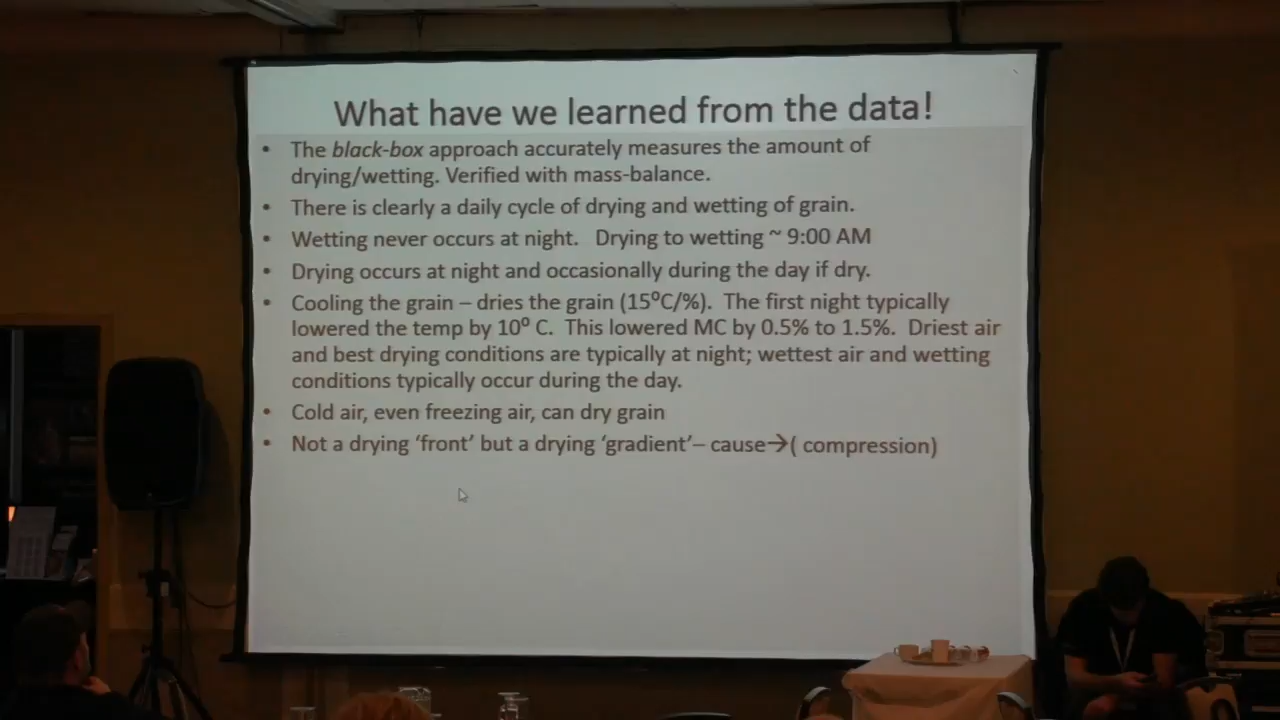 What have we learned from the data!
• The black-box approach accurately measures the amount of
drying/wetting. Verified with mass-balance.
• There is clearly a daily cycle of drying and wetting of grain.
• Wetting never occurs at night. Drying to wetting ~ 9:00 AM
• Drying occurs at night and occasionally during the day if dry.
• Cooling the grain – dries the grain (15⁰C/%). The first night typically
lowered the temp by 10⁰ C. This lowered MC by 0.5% to 1.5%. Driest air
and best drying conditions are typically at night; wettest air and wetting
conditions typically occur during the day.
• Cold air, even freezing air, can dry grain
• Not a drying ‘front’ but a drying ‘gradient’– cause→( compression)